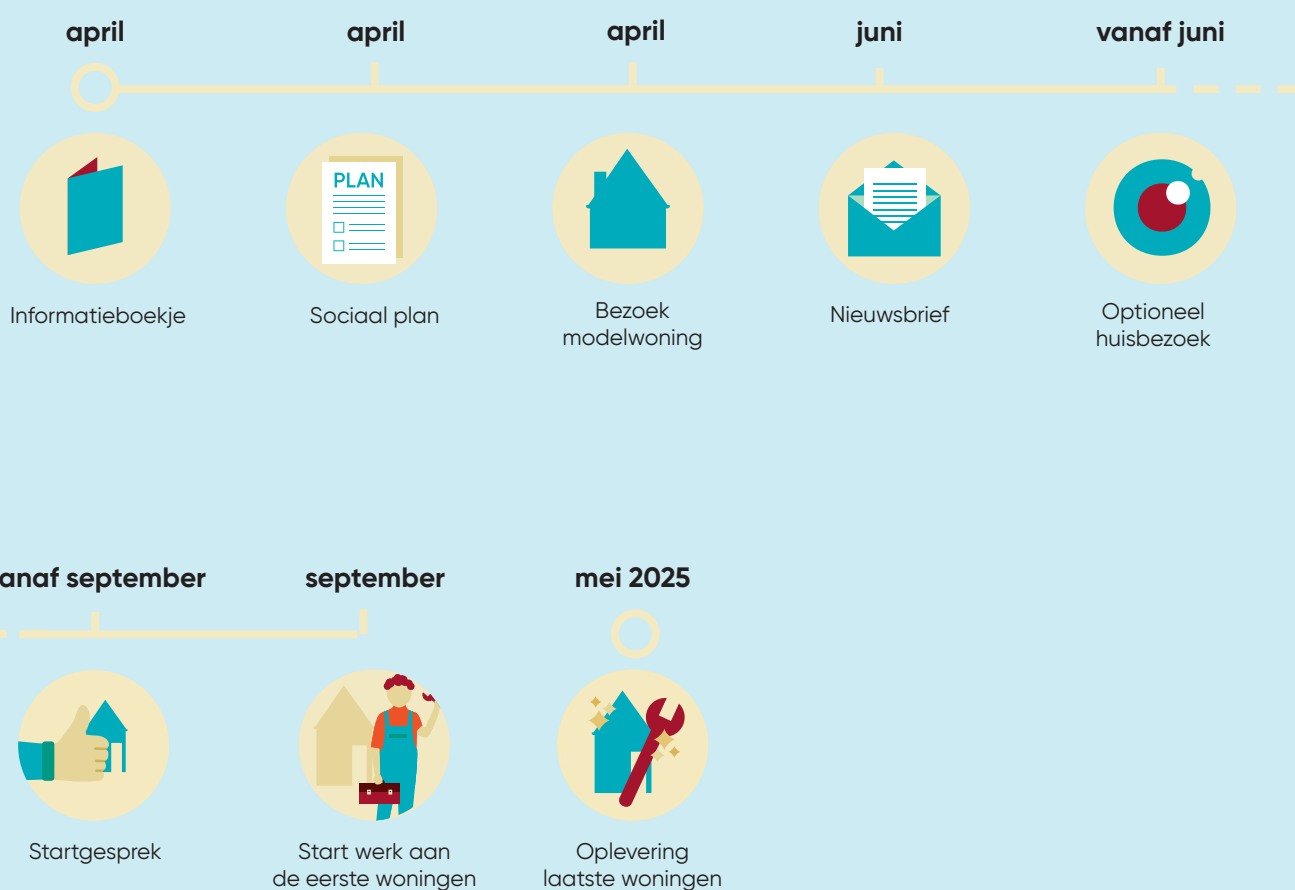 april
april
april
juni
vanaf juni
PLAN
Informatieboekje
Sociaal plan
Bezoek
modelwoning
Nieuwsbrief
Optioneel
huisbezoek
anaf september
september
mei 2025
Startgesprek
Start werk aan
de eerste woningen
Oplevering
laatste woningen